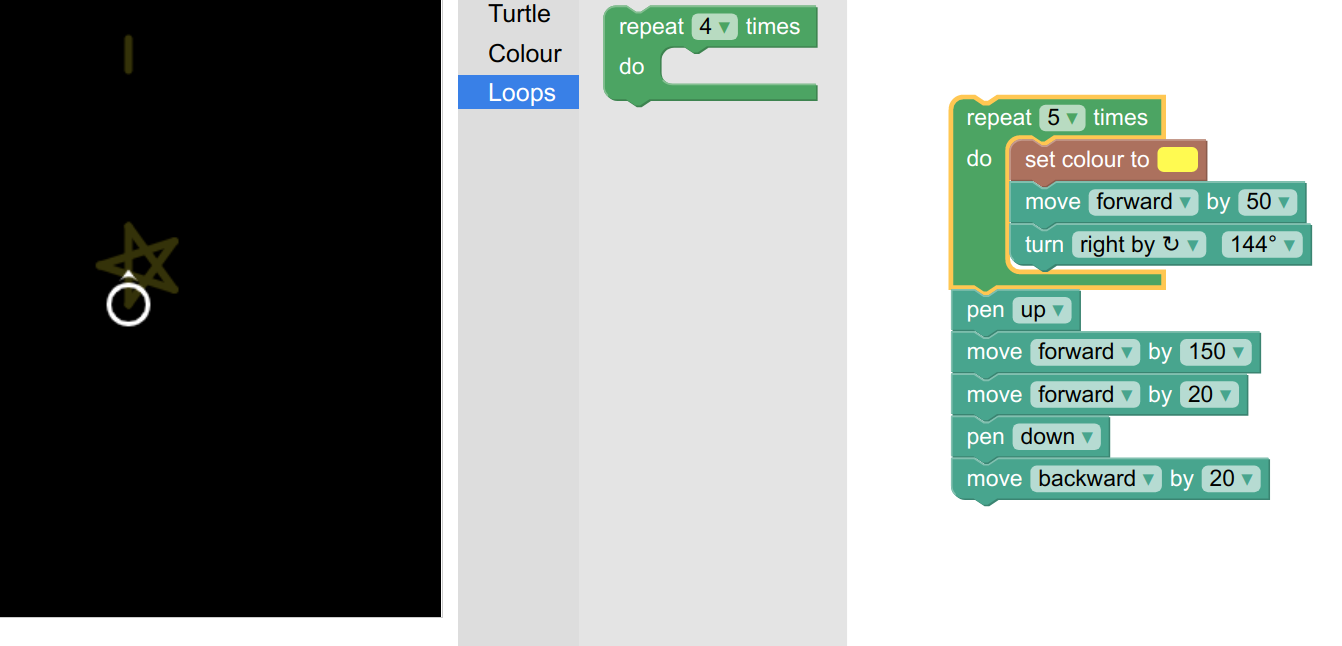 Turtle
Colour
Loops
repeat 4 ▾ times
do
repeat 5 ▾ times
do
set colour to
move forward ▾ by 50 ▾
turn right by ↻ ▾ 144° ▾
pen up ▾
move forward ▾ by 150 ▾
move forward ▾ by 20 ▾
pen down ▾
move backward ▾ by 20 ▾